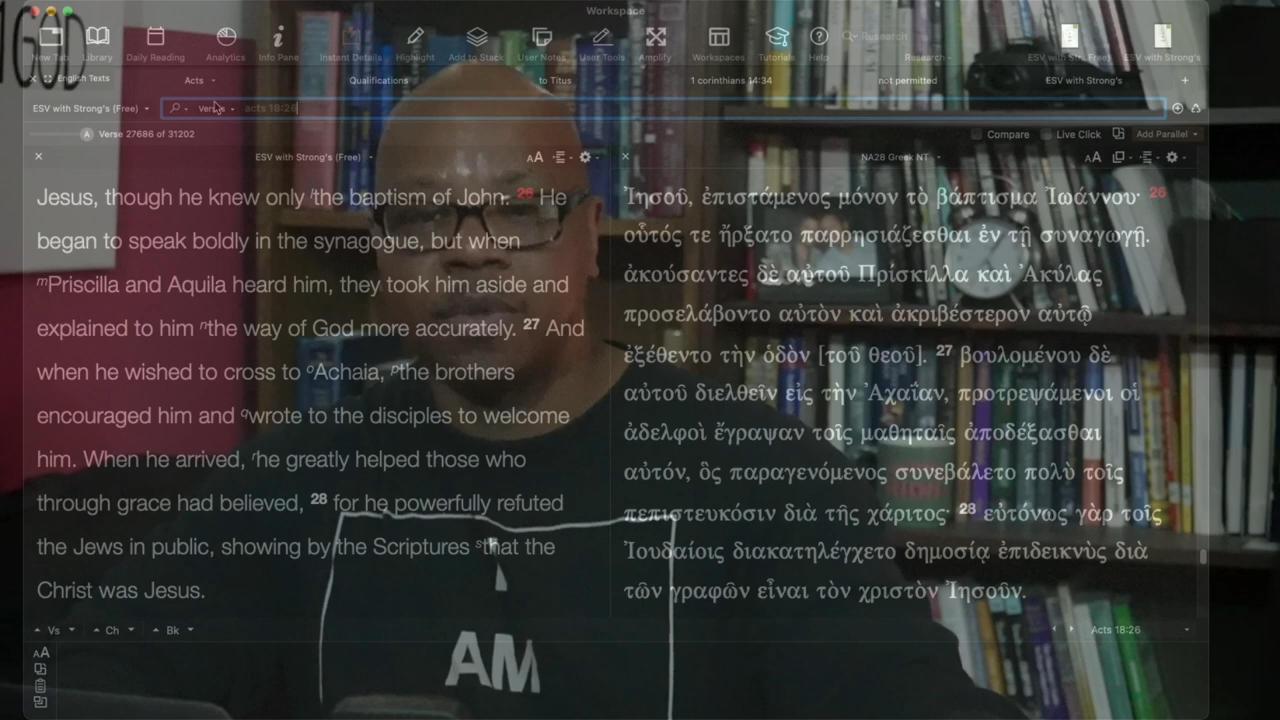 GOD
Workspace
New Tab Library Daily Reading Analytics Info Pane Instant Details Highlight Add to Stack User Notes User Tools Amplify Workspaces Tutorials Help Research ESV with Strong's
English Texts Acts Qualifications to Titus 1 corinthians 14:34 not permitted ESV with Strong's
ESV with Strong's (Free) Verses acts 18:26
Verse 27686 of 31202 Compare Live Click Add Parallel
ESV with Strong's (Free)
Jesus, though he knew only lthe baptism of John. 26 He
began to speak boldly in the synagogue, but when
mPriscilla and Aquila heard him, they took him aside and
explained to him nthe way of God more accurately. 27 And
when he wished to cross to oAchaia, pthe brothers
encouraged him and qwrote to the disciples to welcome
him. When he arrived, rhe greatly helped those who
through grace had believed, 28 for he powerfully refuted
the Jews in public, showing by the Scriptures sthat the
Christ was Jesus.
NA28 Greek NT
Ἰησοῦ, ἐπιστάμενος μόνον τὸ βάπτισμα Ἰωάννου· 26
οὗτός τε ἤρξατο παρρησιάζεσθαι ἐν τῇ συναγωγῇ.
ἀκούσαντες δὲ αὐτοῦ Πρίσκιλλα καὶ Ἀκύλας
προσελάβοντο αὐτὸν καὶ ἀκριβέστερον αὐτῷ
ἐξέθεντο τὴν ὁδὸν [τοῦ θεοῦ]. 27 βουλομένου δὲ
αὐτοῦ διελθεῖν εἰς τὴν Ἀχαΐαν, προτρεψάμενοι οἱ
ἀδελφοὶ ἔγραψαν τοῖς μαθηταῖς ἀποδέξασθαι
αὐτόν, ὃς παραγενόμενος συνεβάλετο πολὺ τοῖς
πεπιστευκόσιν διὰ τῆς χάριτος· 28 εὐτόνως γὰρ τοῖς
Ἰουδαίοις διακατηλέγχετο δημοσίᾳ ἐπιδεικνὺς διὰ
τῶν γραφῶν εἶναι τὸν χριστὸν Ἰησοῦν.
Vs Ch Bk Acts 18:26
I
AM